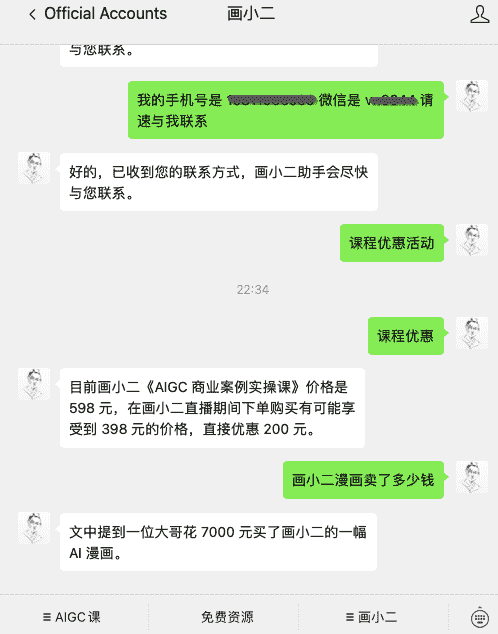 Official Accounts
画小二
与您联系。
我的手机号是 微信是 请
速与我联系
好的，已收到您的联系方式，画小二助手会尽快
与您联系。
课程优惠活动
22:34
课程优惠
目前画小二《AIGC 商业案例实操课》价格是
598 元，在画小二直播期间下单购买有可能享
受到 398 元的价格，直接优惠 200 元。
画小二漫画卖了多少钱
文中提到一位大哥花 7000 元买了画小二的一幅
AI 漫画。
AIGC课
免费资源
画小二